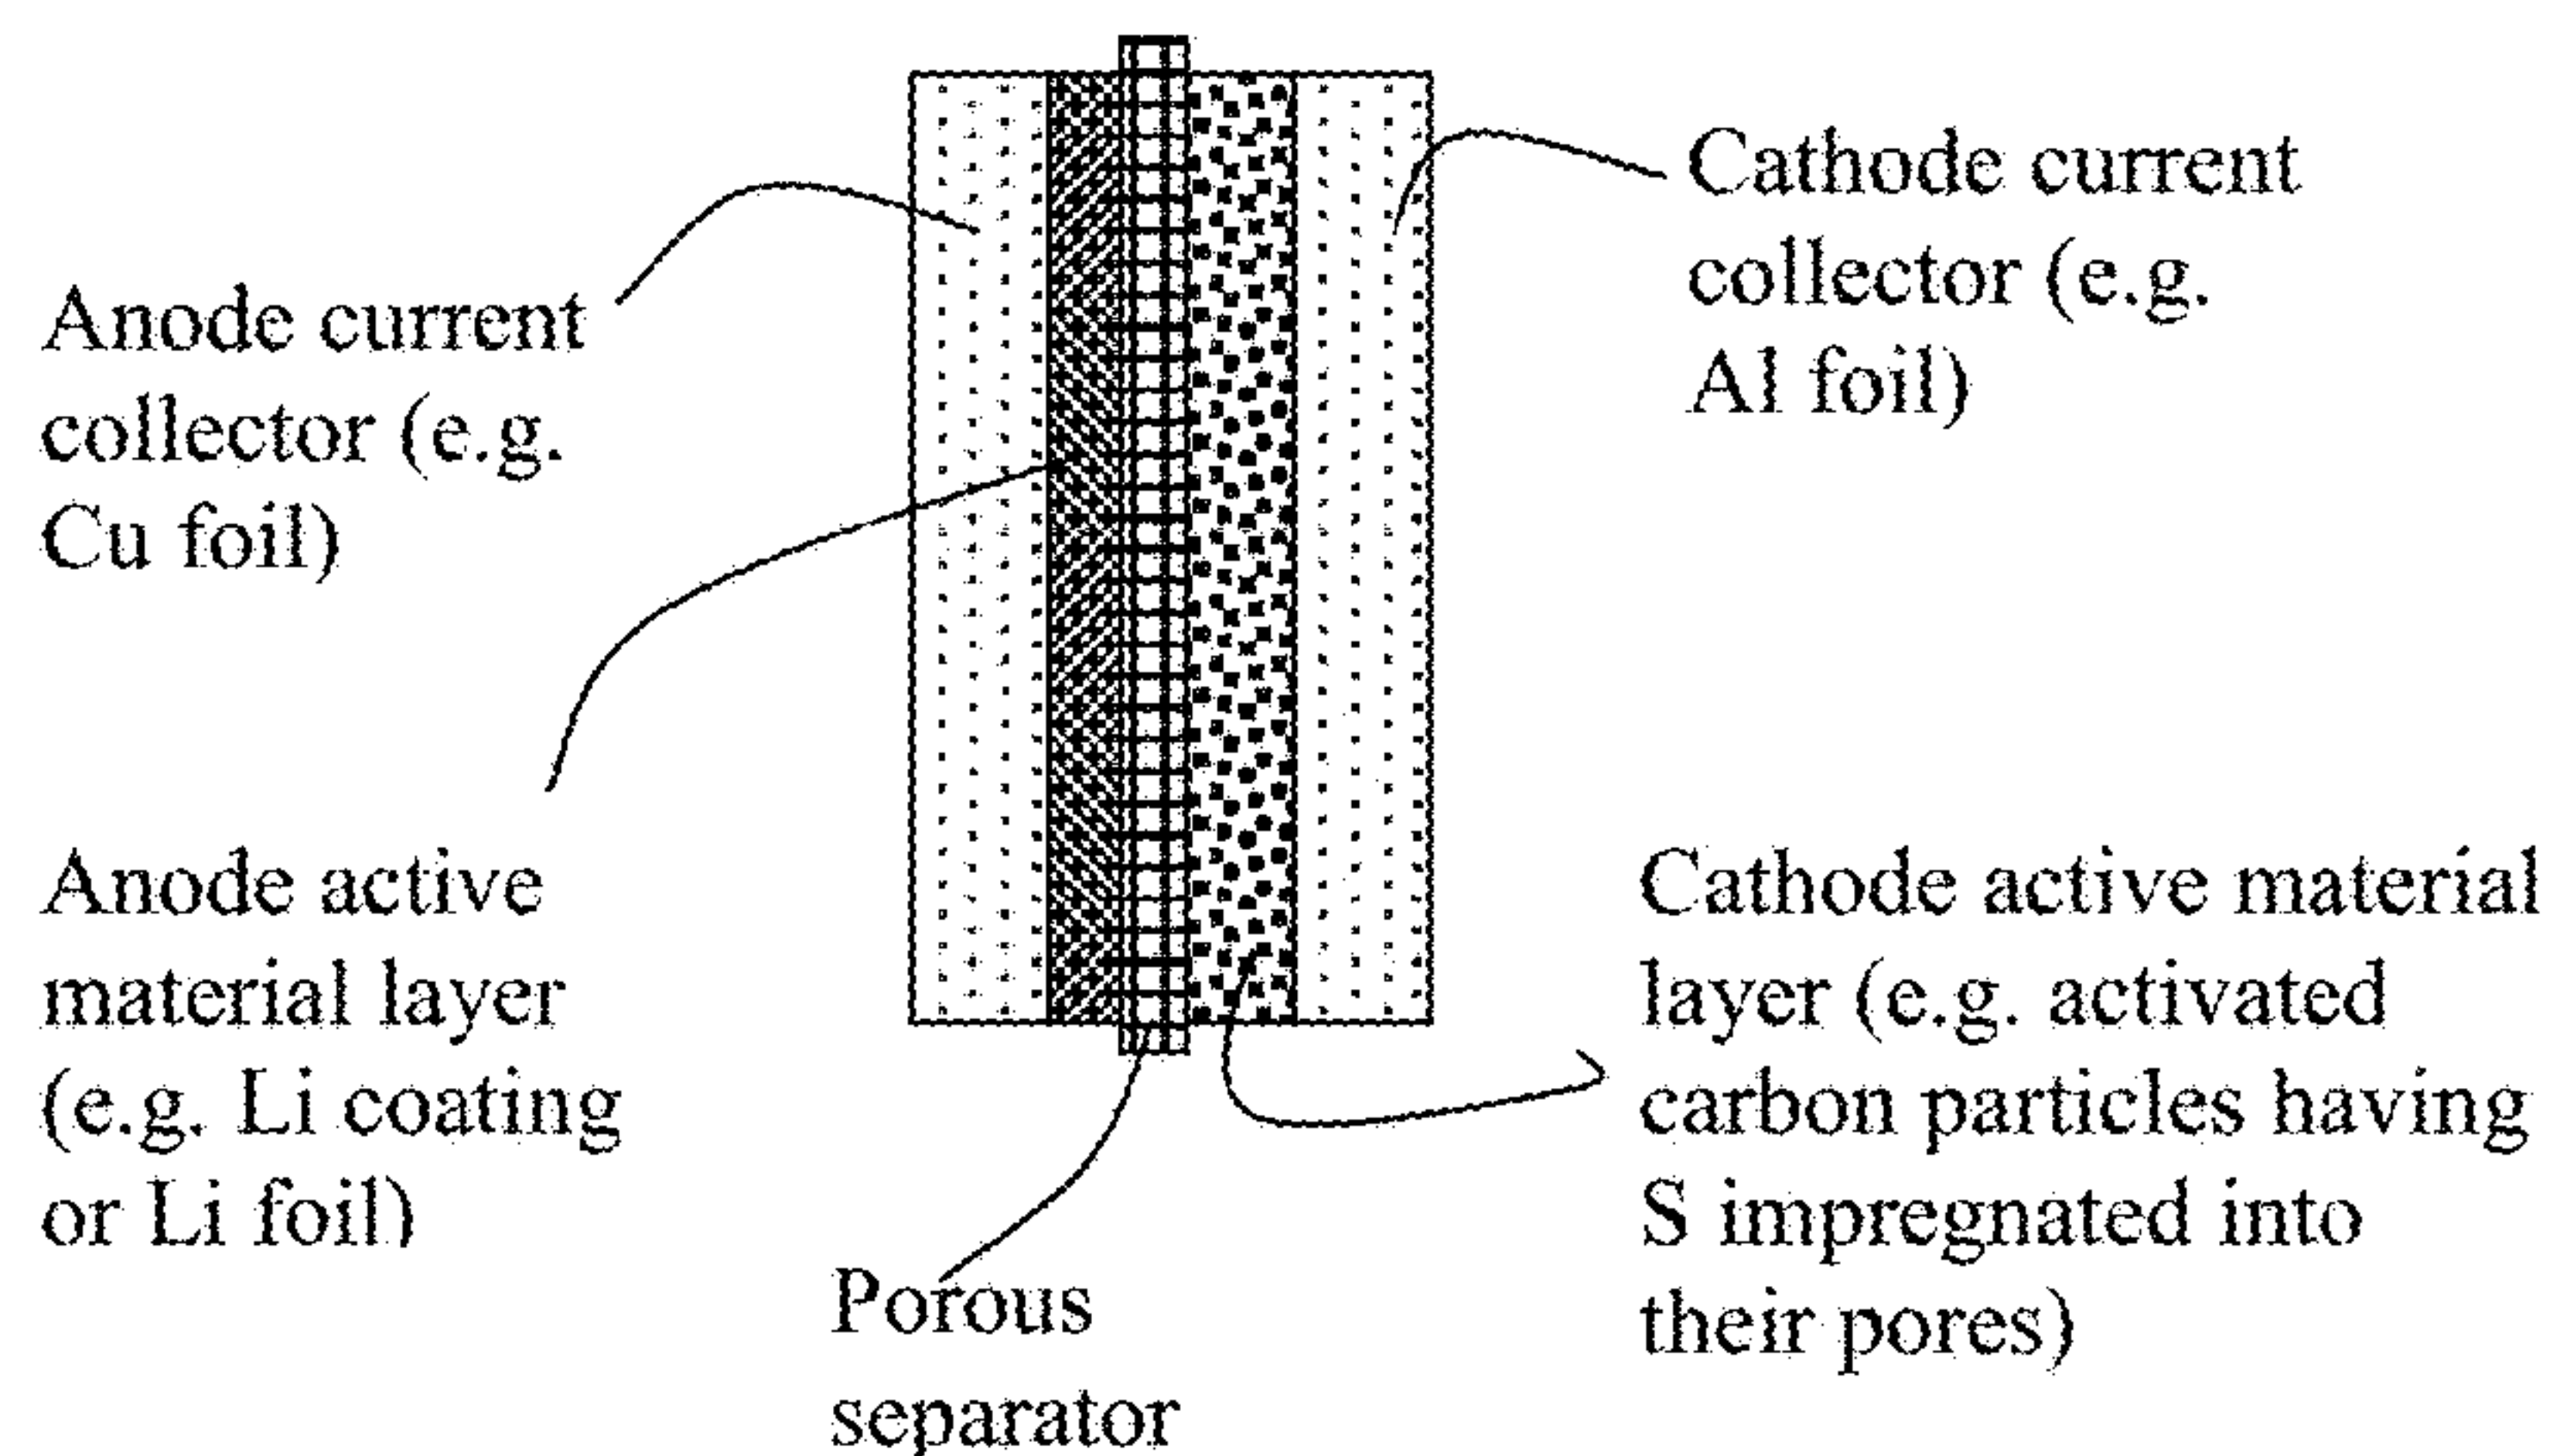 Anode current
collector (e.g.
Cu foil)
Cathode current
collector (e.g.
Al foil)
Anode active
material layer
(e.g. Li coating
or Li foil)
Porous
separator
Cathode active material
layer (e.g. activated
carbon particles having
S impregnated into
their pores)